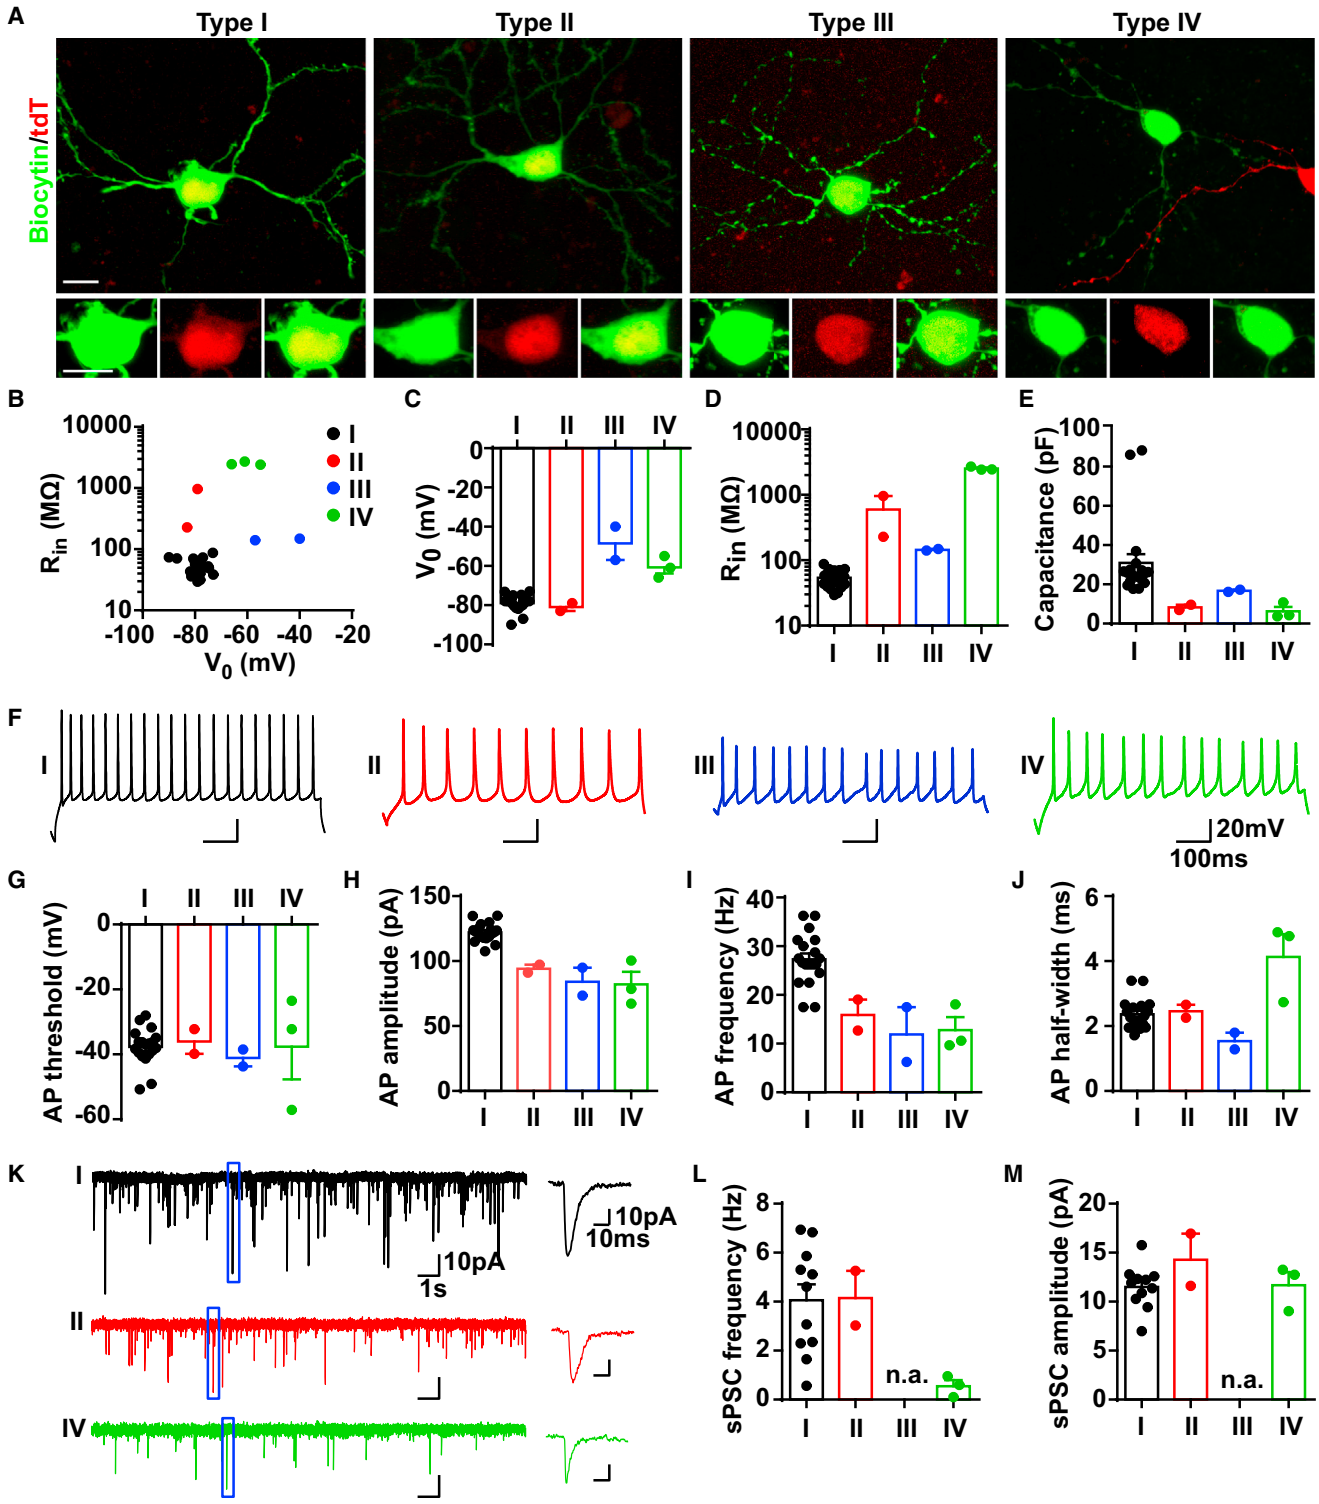 A
Type I Type II Type III Type IV
Biocytin/tdT
B
10000
1000
100
10
-100 -80 -60 -40 -20
Rin (MΩ)
V0 (mV)
I
II
III
IV
C
I II III IV
0
-20
-40
-60
-80
-100
V0 (mV)
D
10000
1000
100
10
Rin (MΩ)
I II III IV
E
100
80
60
40
20
0
Capacitance (pF)
I II III IV
F
I
II
III
IV
20mV
100ms
G
I II III IV
0
-20
-40
-60
AP threshold (mV)
H
150
100
50
0
AP amplitude (pA)
I II III IV
I
40
30
20
10
0
AP frequency (Hz)
I II III IV
J
6
4
2
0
AP half-width (ms)
I II III IV
K
I
10pA
10ms
10pA
1s
II
IV
L
8
6
4
2
0
sPSC frequency (Hz)
n.a.
I II III IV
M
20
15
10
5
0
sPSC amplitude (pA)
n.a.
I II III IV